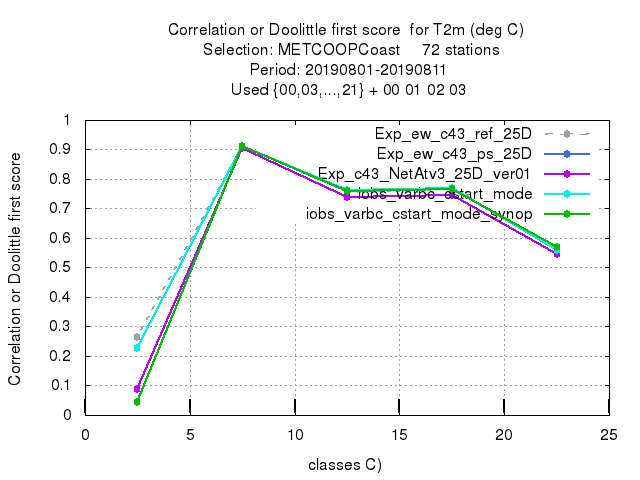 Correlation or Doolittle first score for T2m (deg C)
Selection: METCOOPCoast 72 stations
Period: 20190801-20190811
Used {00,03,...,21} + 00 01 02 03
Exp_ew_c43_ref_25D
Exp_ew_c43_ps_25D
Exp_c43_NetAtv3_25D_ver01
iobs_varbc_cstart_mode
iobs_varbc_cstart_mode_synop
Correlation or Doolittle first score
1
0.9
0.8
0.7
0.6
0.5
0.4
0.3
0.2
0.1
0
0 5 10 15 20 25
classes C)